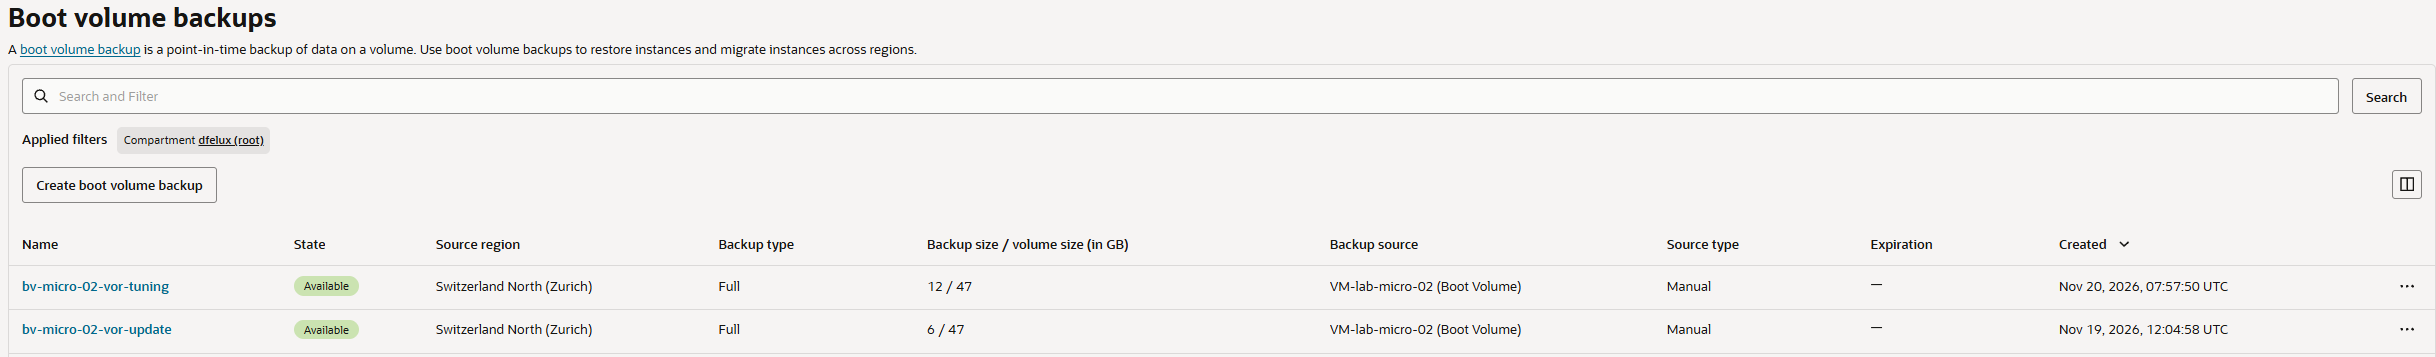 Boot volume backups
A boot volume backup is a point-in-time backup of data on a volume. Use boot volume backups to restore instances and migrate instances across regions.
Search and Filter
Search
Applied filters Compartment dfelux (root)
Create boot volume backup
Name State Source region Backup type Backup size / volume size (in GB) Backup source Source type Expiration Created
bv-micro-02-vor-tuning Available Switzerland North (Zurich) Full 12 / 47 VM-lab-micro-02 (Boot Volume) Manual — Nov 20, 2026, 07:57:50 UTC ...
bv-micro-02-vor-update Available Switzerland North (Zurich) Full 6 / 47 VM-lab-micro-02 (Boot Volume) Manual — Nov 19, 2026, 12:04:58 UTC ...